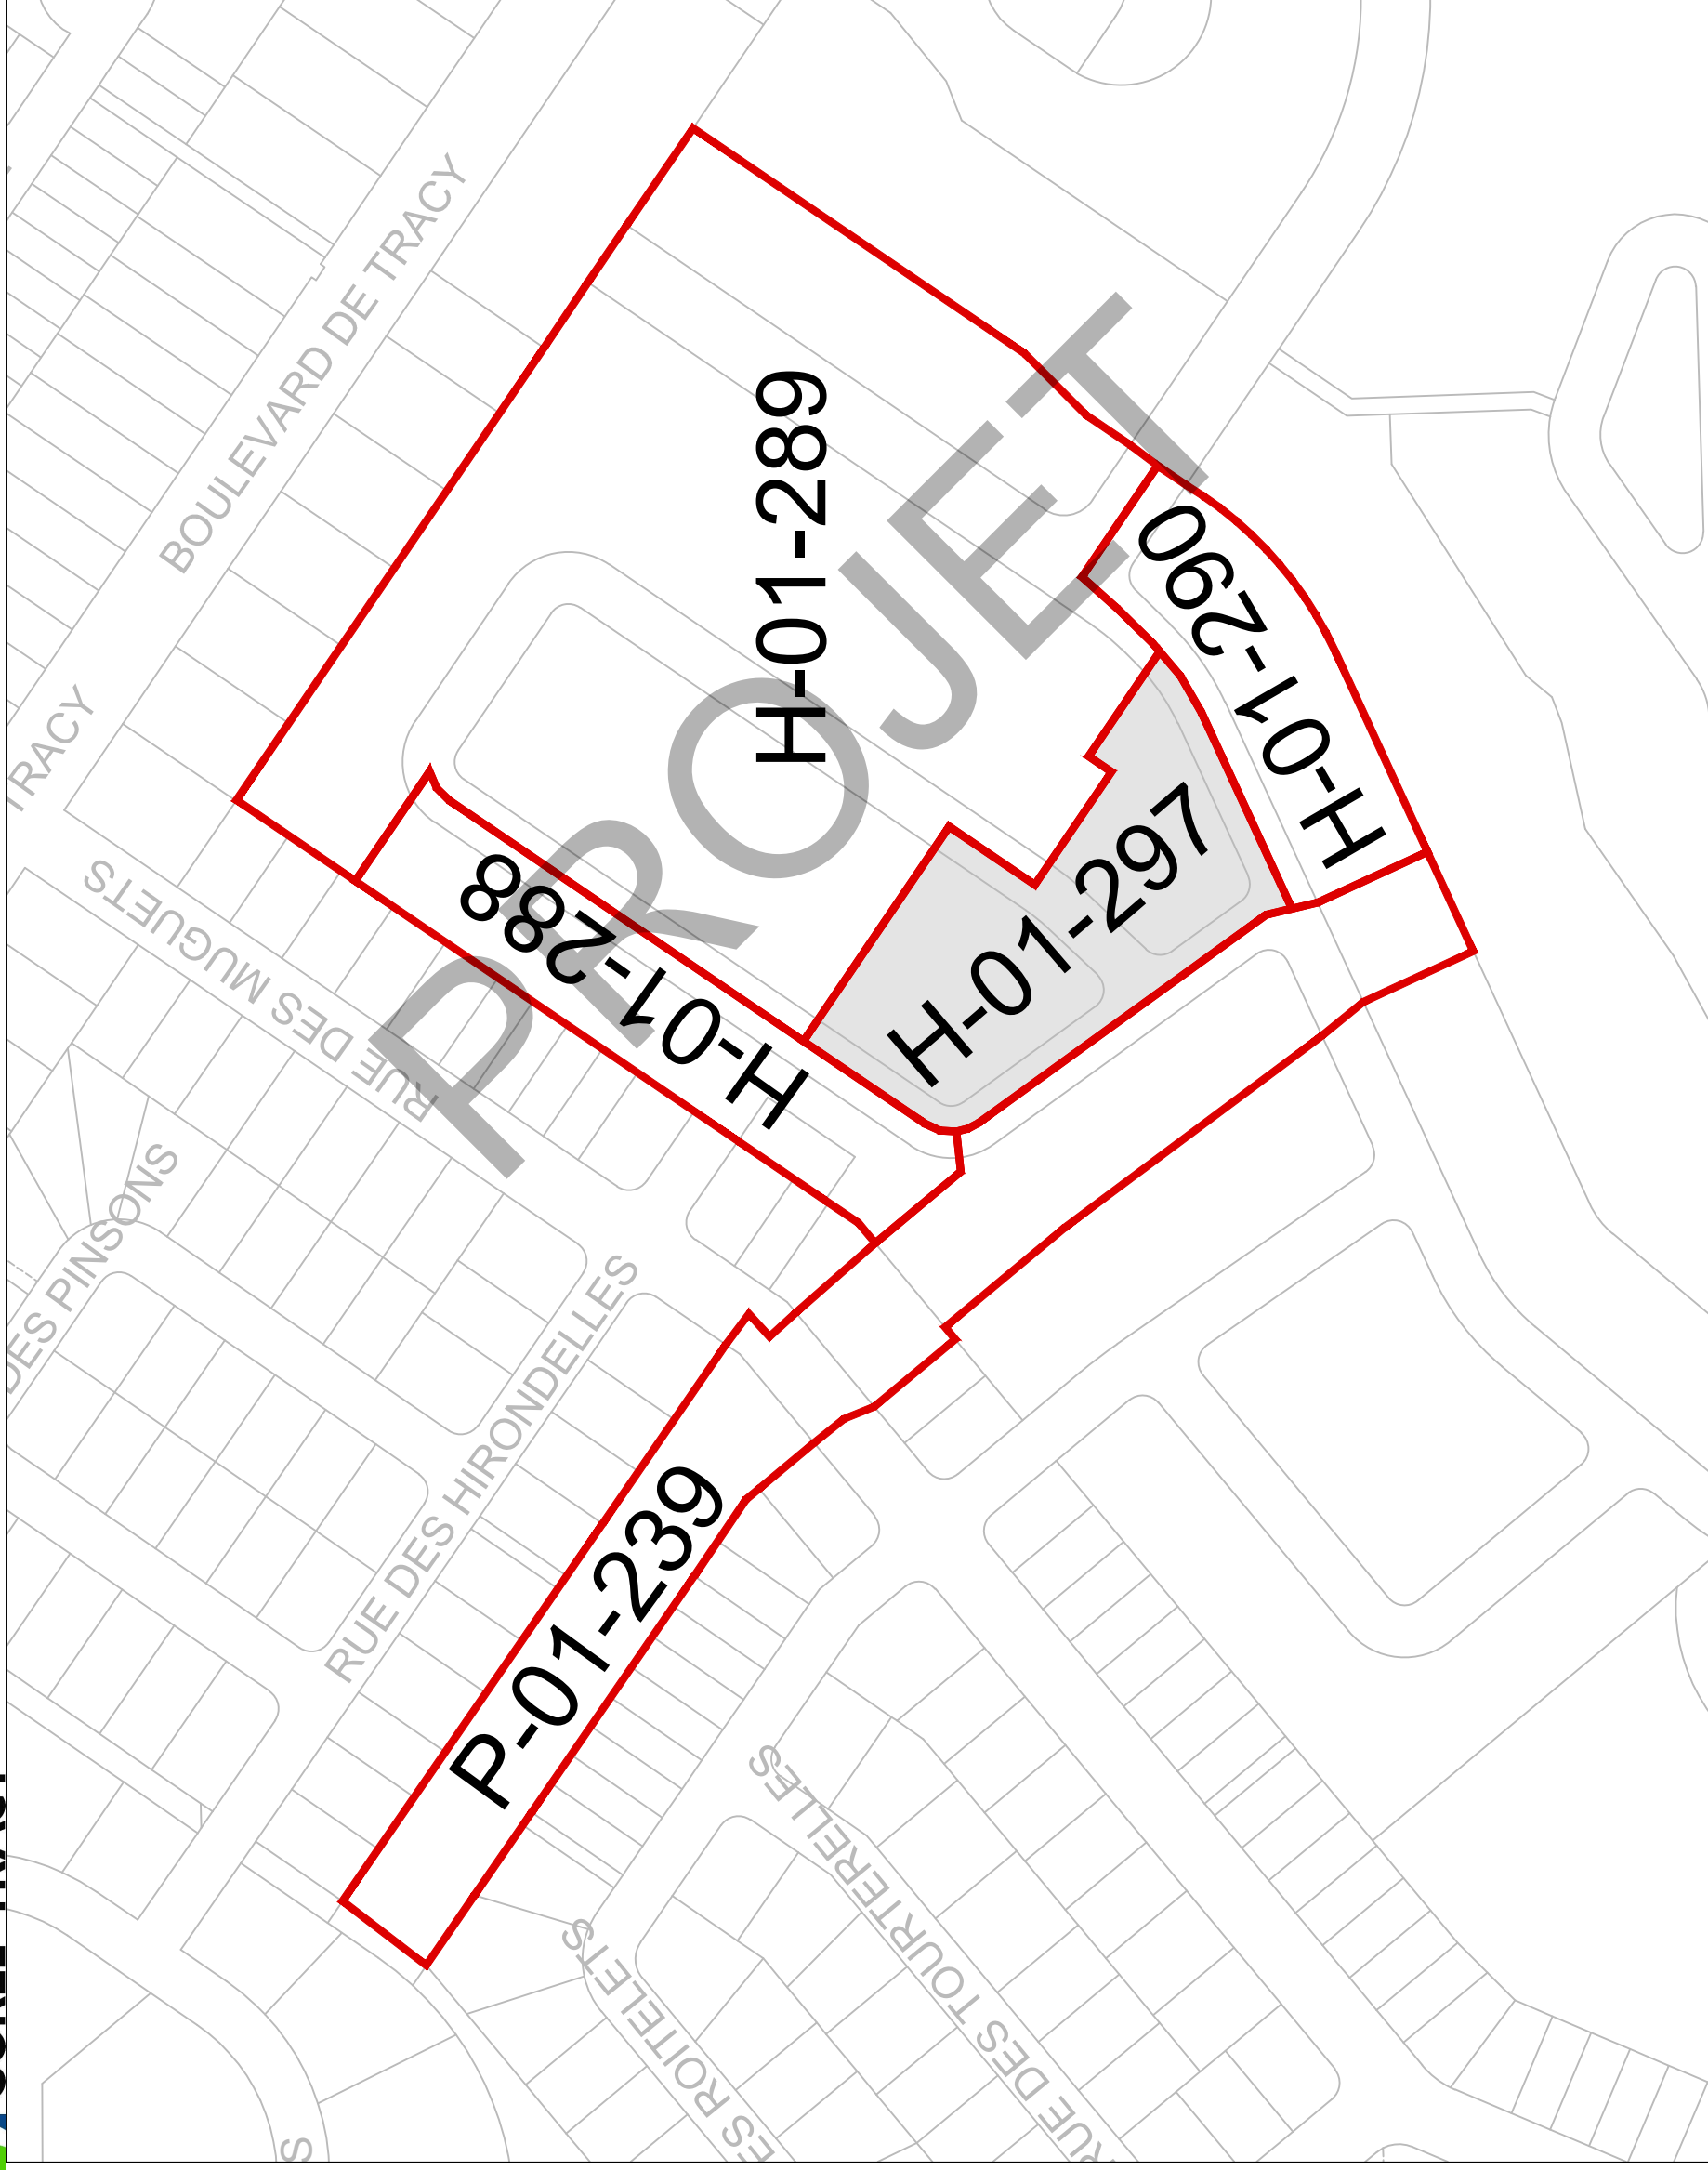 BOULEVARD DE TRACY
TRACY
H-01-289
PROJET
H-01-290
H-01-288
H-01-297
RUE DES MUGUETS
DES PINSONS
RUE DES HIRONDELLES
P-01-239
RUE DES TOURTERELLES
ES ROITELETS
S